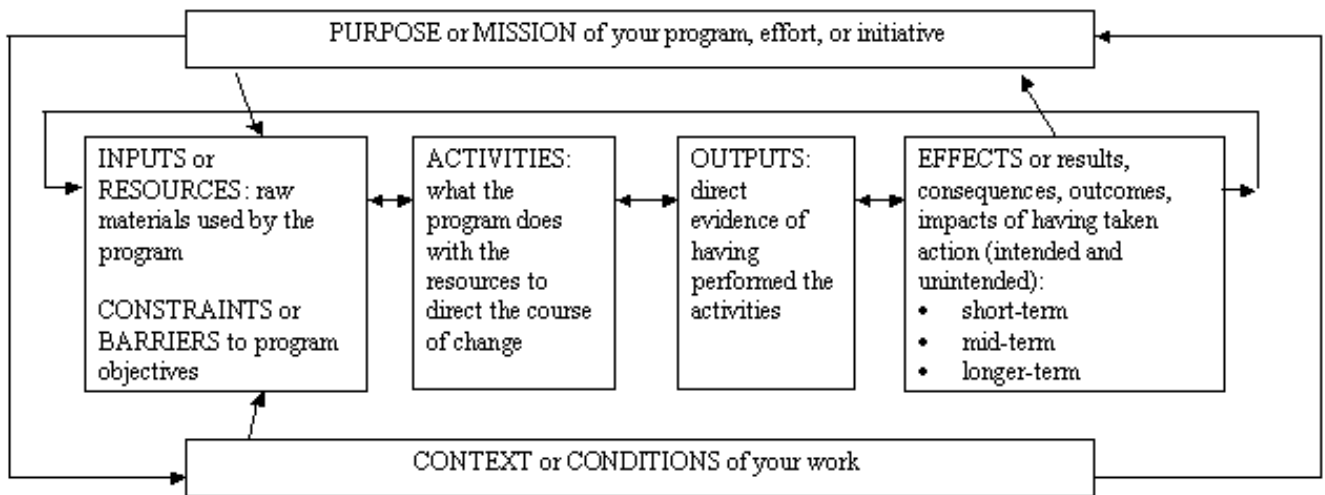 PURPOSE or MISSION of your program, effort, or initiative
INPUTS or
RESOURCES: raw
materials used by the
program
CONSTRAINTS or
BARRIERS to program
objectives
ACTIVITIES:
what the
program does
with the
resources to
direct the course
of change
OUTPUTS:
direct
evidence of
having
performed the
activities
EFFECTS or results,
consequences, outcomes,
impacts of having taken
action (intended and
unintended):
• short-term
• mid-term
• longer-term
CONTEXT or CONDITIONS of your work